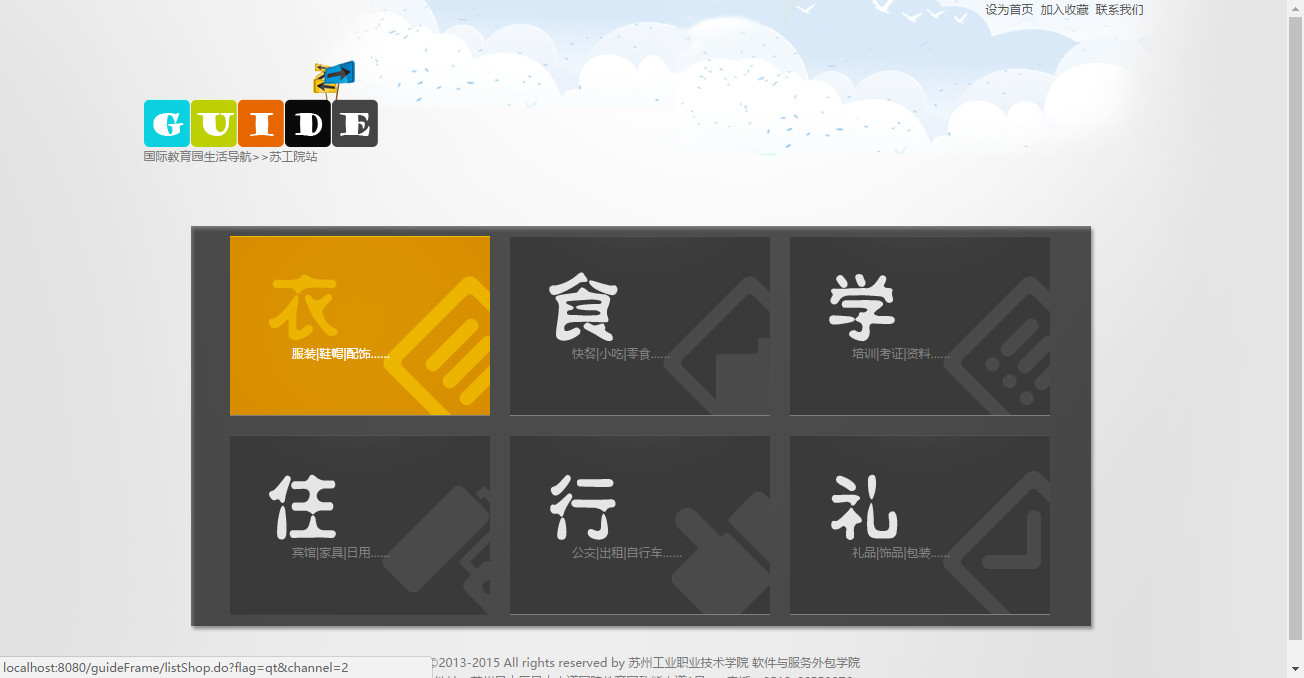 设为首页 加入收藏 联系我们
GUIDE
国际教育园生活导航>>苏工院站
衣
服装|鞋帽|配饰......
食
快餐|小吃|零食......
学
培训|考证|资料......
住
宾馆|家具|日用......
行
公交|出租|自行车......
礼
礼品|饰品|包装......
©2013-2015 All rights reserved by 苏州工业职业技术学院 软件与服务外包学院
localhost:8080/guideFrame/listShop.do?flag=qt&channel=2